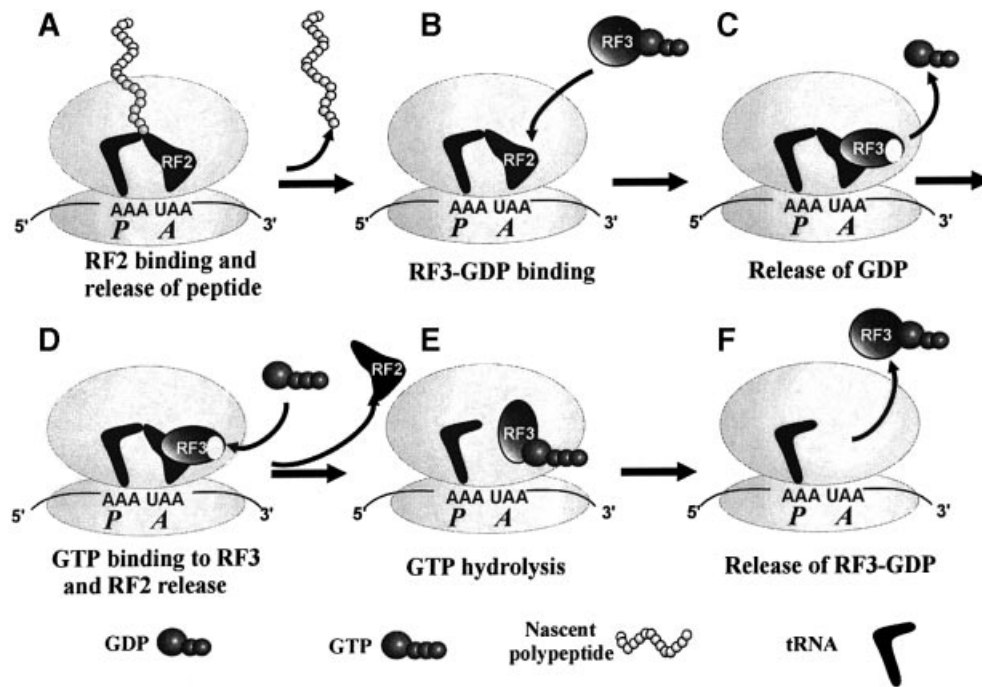 A
RF2
5'
AAA UAA
3'
P A
RF2 binding and
release of peptide
B
RF3
RF2
AAA UAA
3'
5'
P A
RF3-GDP binding
C
RF3
5'
AAA UAA
3'
P A
Release of GDP
D
RF2
RF3
5'
AAA UAA
3'
P A
GTP binding to RF3
and RF2 release
E
RF3
5'
AAA UAA
3'
P A
GTP hydrolysis
F
RF3
5'
AAA UAA
3'
P A
Release of RF3-GDP
GDP
GTP
Nascent
polypeptide
tRNA